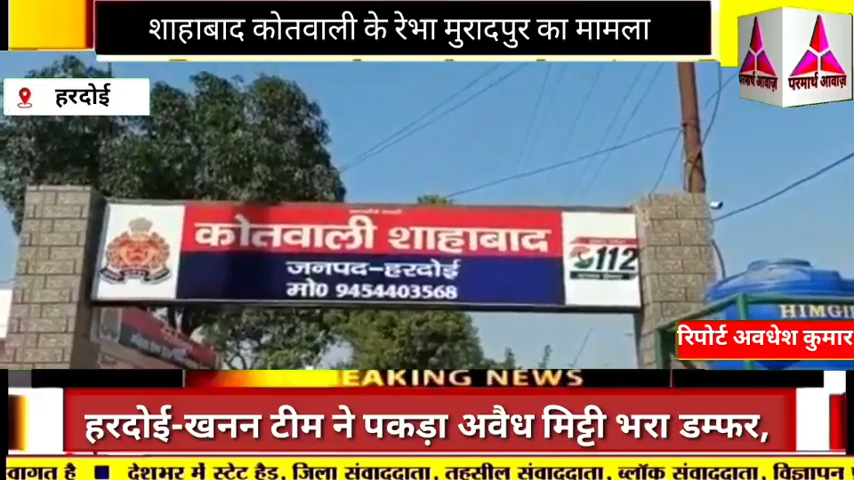 शाहाबाद कोतवाली के रेभा मुरादपुर का मामला
परमार्थ आवाज़
परमार्थ आवाज़
हरदोई
कोतवाली शाहाबाद
जनपद-हरदोई
मो0 9454403568
112
HIMGI
रिपोर्ट अवधेश कुमार
EAKING NEWS
हरदोई-खनन टीम ने पकड़ा अवैध मिट्टी भरा डम्फर,
वागत है ■ देशभर में स्टेट हैड, जिला संवाददाता, तहसील संवाददाता, ब्लॉक संवाददाता, विज्ञापन